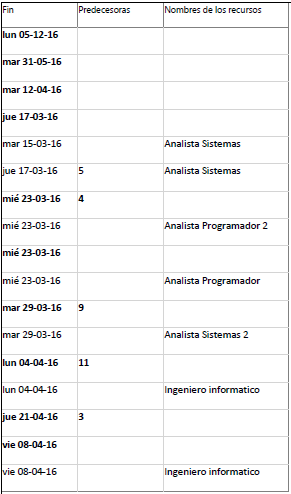 Fin Predecesoras Nombres de los recursos
lun 05-12-16
mar 31-05-16
mar 12-04-16
jue 17-03-16
mar 15-03-16 Analista Sistemas
jue 17-03-16 5 Analista Sistemas
mié 23-03-16 4
mié 23-03-16 Analista Programador 2
mié 23-03-16
mié 23-03-16 Analista Programador
mar 29-03-16 9
mar 29-03-16 Analista Sistemas 2
lun 04-04-16 11
lun 04-04-16 Ingeniero informatico
jue 21-04-16 3
vie 08-04-16
vie 08-04-16 Ingeniero informatico